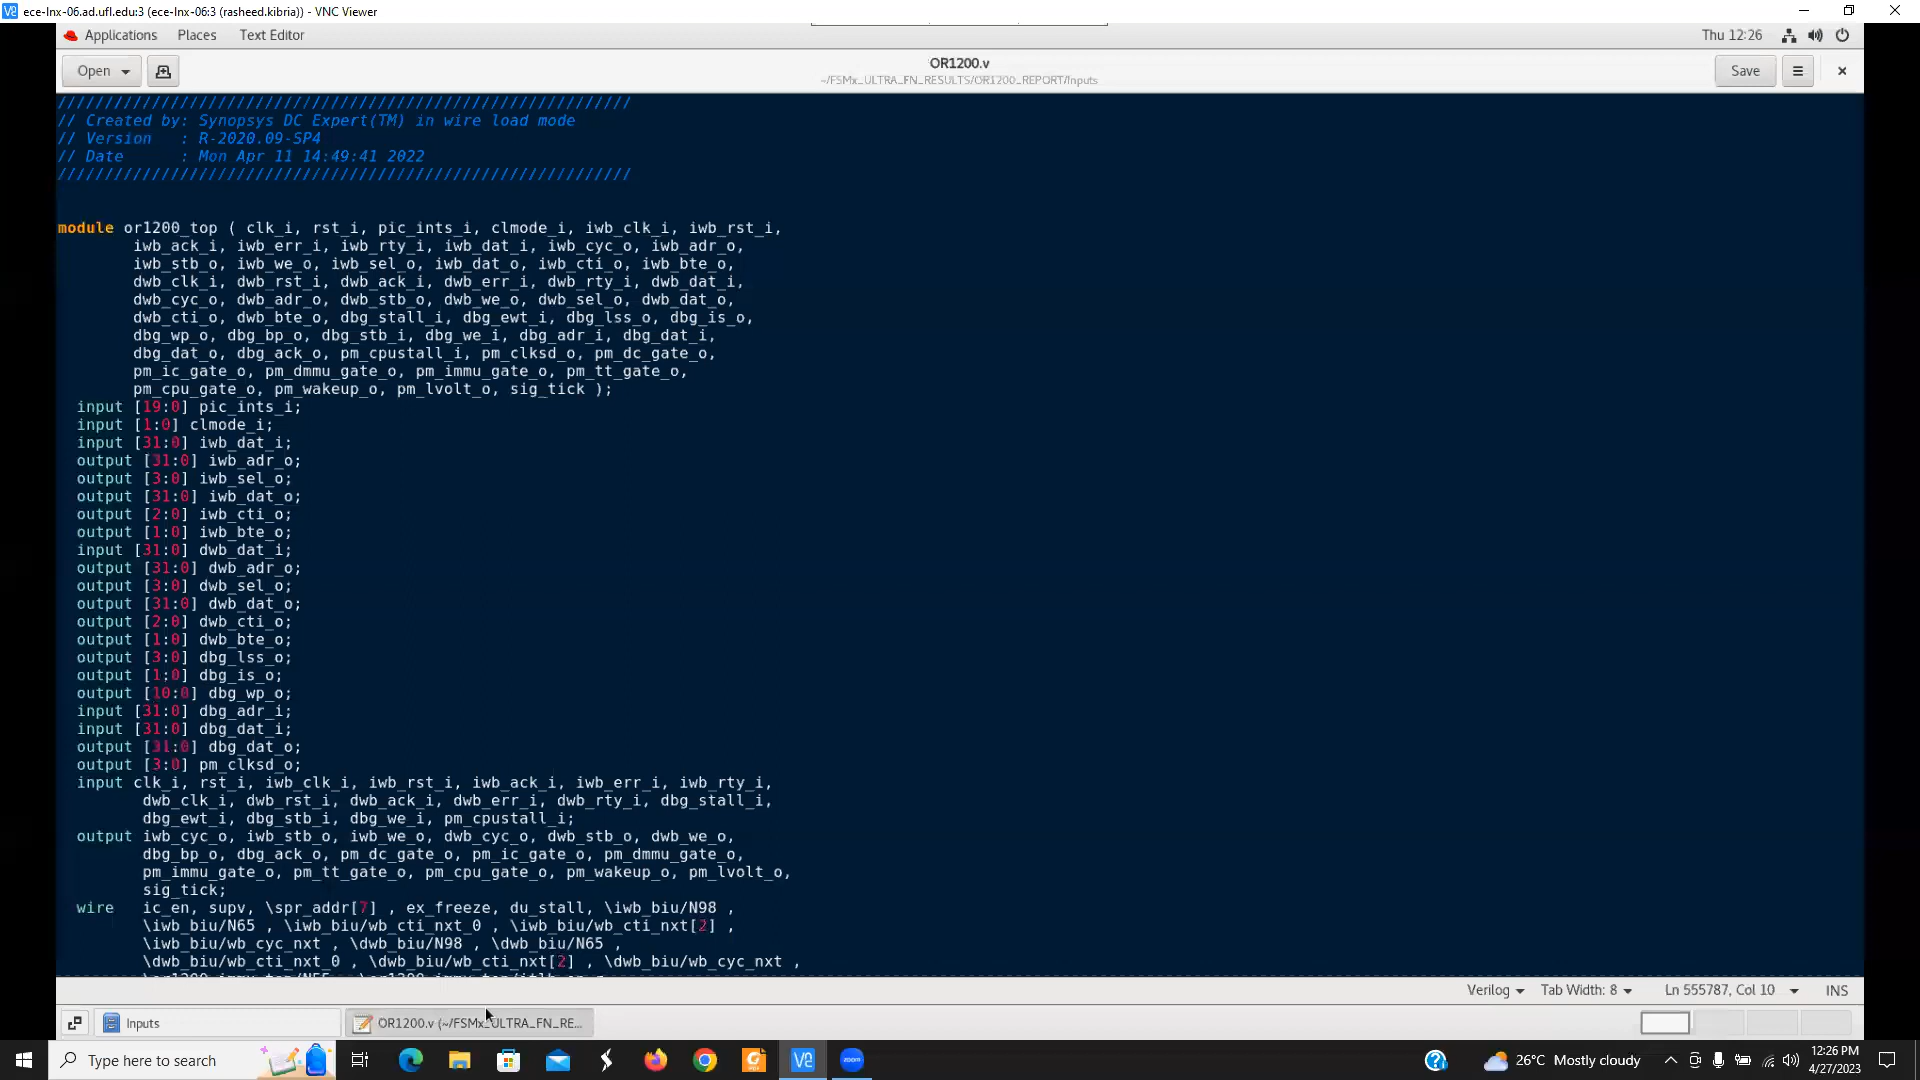 ece-lnx-06.ad.ufl.edu:3 (ece-lnx-06:3 (rasheed.kibria)) - VNC Viewer
Applications Places Text Editor Thu 12:26
Open OR1200.v Save
~/FSMx_ULTRA_FN_RESULTS/OR1200_REPORT/Inputs
/////////////////////////////////////////////////////////////
// Created by: Synopsys DC Expert(TM) in wire load mode
// Version   : R-2020.09-SP4
// Date      : Mon Apr 11 14:49:41 2022
/////////////////////////////////////////////////////////////
module or1200_top ( clk_i, rst_i, pic_ints_i, clmode_i, iwb_clk_i, iwb_rst_i,
iwb_ack_i, iwb_err_i, iwb_rty_i, iwb_dat_i, iwb_cyc_o, iwb_adr_o,
iwb_stb_o, iwb_we_o, iwb_sel_o, iwb_dat_o, iwb_cti_o, iwb_bte_o,
dwb_clk_i, dwb_rst_i, dwb_ack_i, dwb_err_i, dwb_rty_i, dwb_dat_i,
dwb_cyc_o, dwb_adr_o, dwb_stb_o, dwb_we_o, dwb_sel_o, dwb_dat_o,
dwb_cti_o, dwb_bte_o, dbg_stall_i, dbg_ewt_i, dbg_lss_o, dbg_is_o,
dbg_wp_o, dbg_bp_o, dbg_stb_i, dbg_we_i, dbg_adr_i, dbg_dat_i,
dbg_dat_o, dbg_ack_o, pm_cpustall_i, pm_clksd_o, pm_dc_gate_o,
pm_ic_gate_o, pm_dmmu_gate_o, pm_immu_gate_o, pm_tt_gate_o,
pm_cpu_gate_o, pm_wakeup_o, pm_lvolt_o, sig_tick );
input [19:0] pic_ints_i;
input [1:0] clmode_i;
input [31:0] iwb_dat_i;
output [31:0] iwb_adr_o;
output [3:0] iwb_sel_o;
output [31:0] iwb_dat_o;
output [2:0] iwb_cti_o;
output [1:0] iwb_bte_o;
input [31:0] dwb_dat_i;
output [31:0] dwb_adr_o;
output [3:0] dwb_sel_o;
output [31:0] dwb_dat_o;
output [2:0] dwb_cti_o;
output [1:0] dwb_bte_o;
output [3:0] dbg_lss_o;
output [1:0] dbg_is_o;
output [10:0] dbg_wp_o;
input [31:0] dbg_adr_i;
input [31:0] dbg_dat_i;
output [31:0] dbg_dat_o;
output [3:0] pm_clksd_o;
input clk_i, rst_i, iwb_clk_i, iwb_rst_i, iwb_ack_i, iwb_err_i, iwb_rty_i,
dwb_clk_i, dwb_rst_i, dwb_ack_i, dwb_err_i, dwb_rty_i, dbg_stall_i,
dbg_ewt_i, dbg_stb_i, dbg_we_i, pm_cpustall_i;
output iwb_cyc_o, iwb_stb_o, iwb_we_o, dwb_cyc_o, dwb_stb_o, dwb_we_o,
dbg_bp_o, dbg_ack_o, pm_dc_gate_o, pm_ic_gate_o, pm_dmmu_gate_o,
pm_immu_gate_o, pm_tt_gate_o, pm_cpu_gate_o, pm_wakeup_o, pm_lvolt_o,
sig_tick;
wire   ic_en, supv, \spr_addr[7] , ex_freeze, du_stall, \iwb_biu/N98 ,
\iwb_biu/N65 , \iwb_biu/wb_cti_nxt_0 , \iwb_biu/wb_cti_nxt[2] ,
\iwb_biu/wb_cyc_nxt , \dwb_biu/N98 , \dwb_biu/N65 ,
\dwb_biu/wb_cti_nxt_0 , \dwb_biu/wb_cti_nxt[2] , \dwb_biu/wb_cyc_nxt ,
Verilog Tab Width: 8 Ln 555787, Col 10 INS
Inputs OR1200.v (~/FSMx_ULTRA_FN_RE...
Type here to search 26°C Mostly cloudy 12:26 PM
4/27/2023